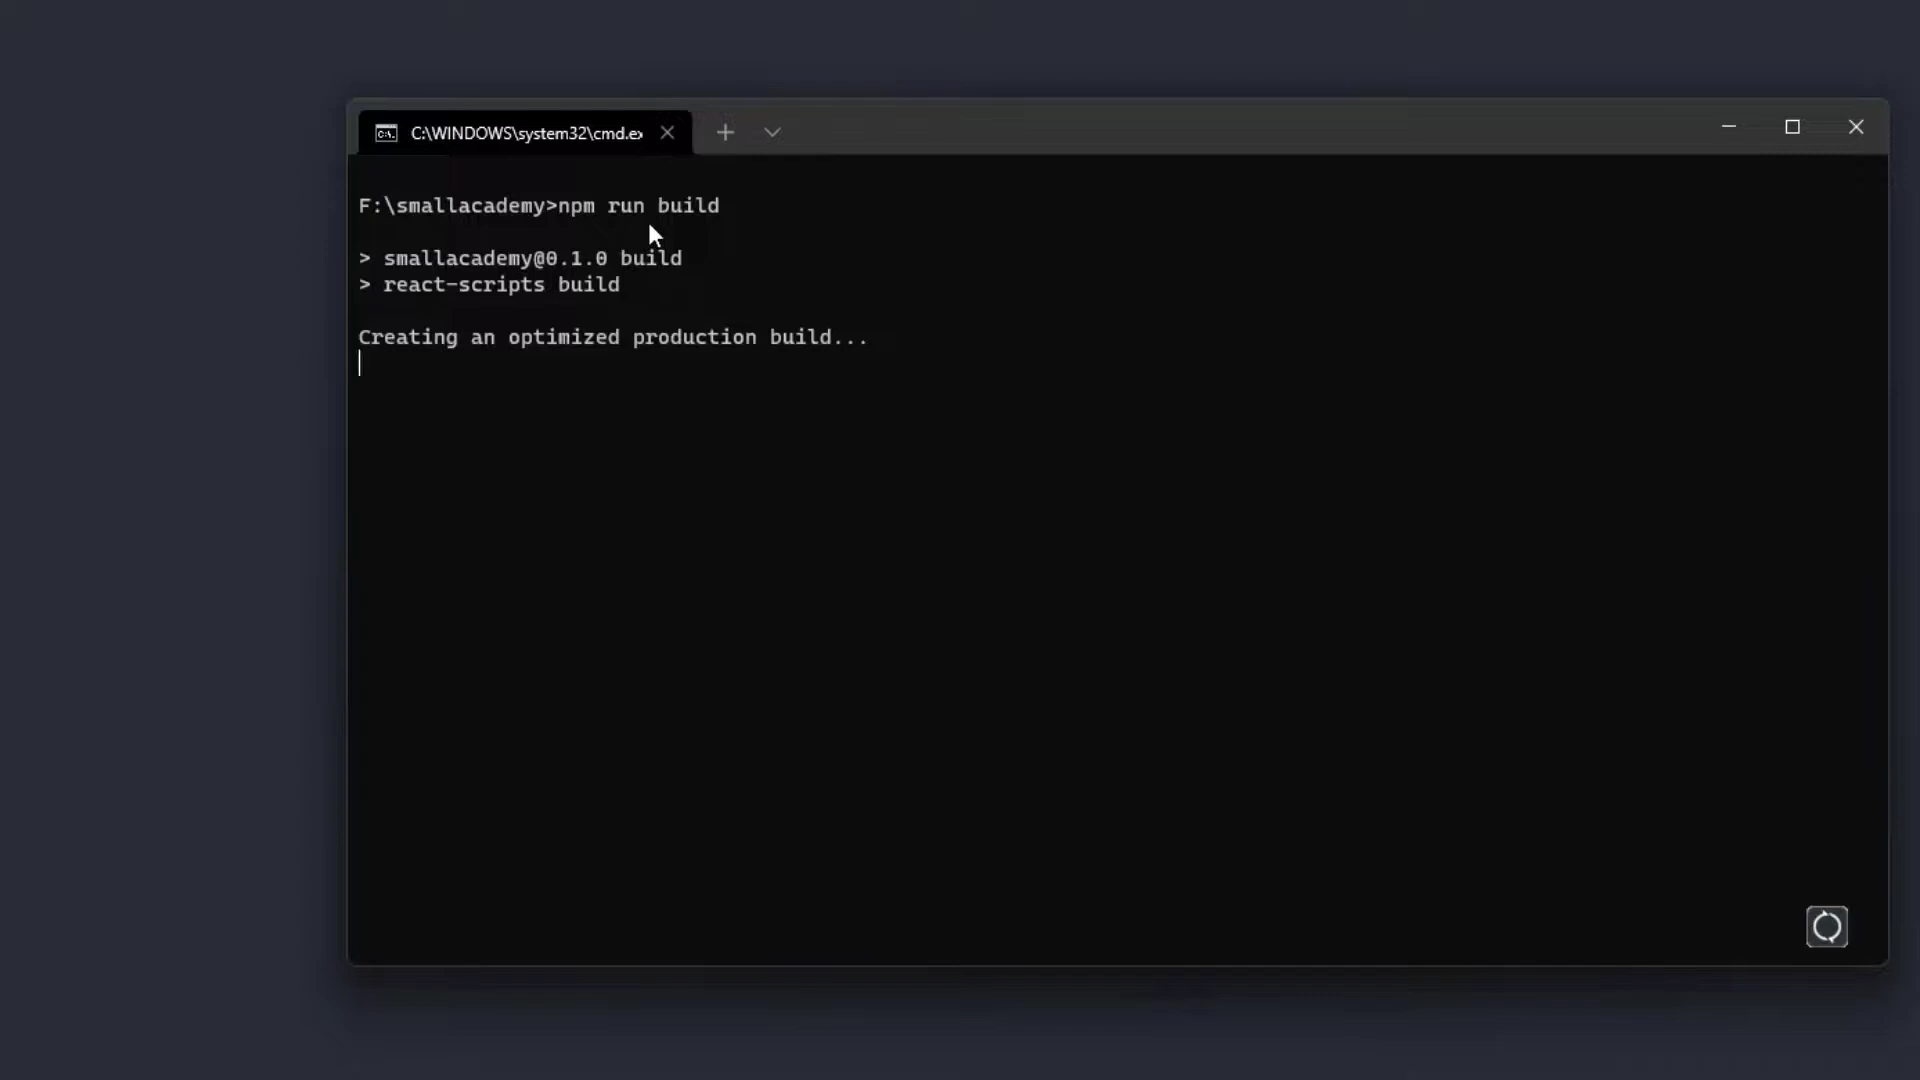 C:\WINDOWS\system32\cmd.ex
F:\smallacademy>npm run build
> smallacademy@0.1.0 build
> react-scripts build
Creating an optimized production build...